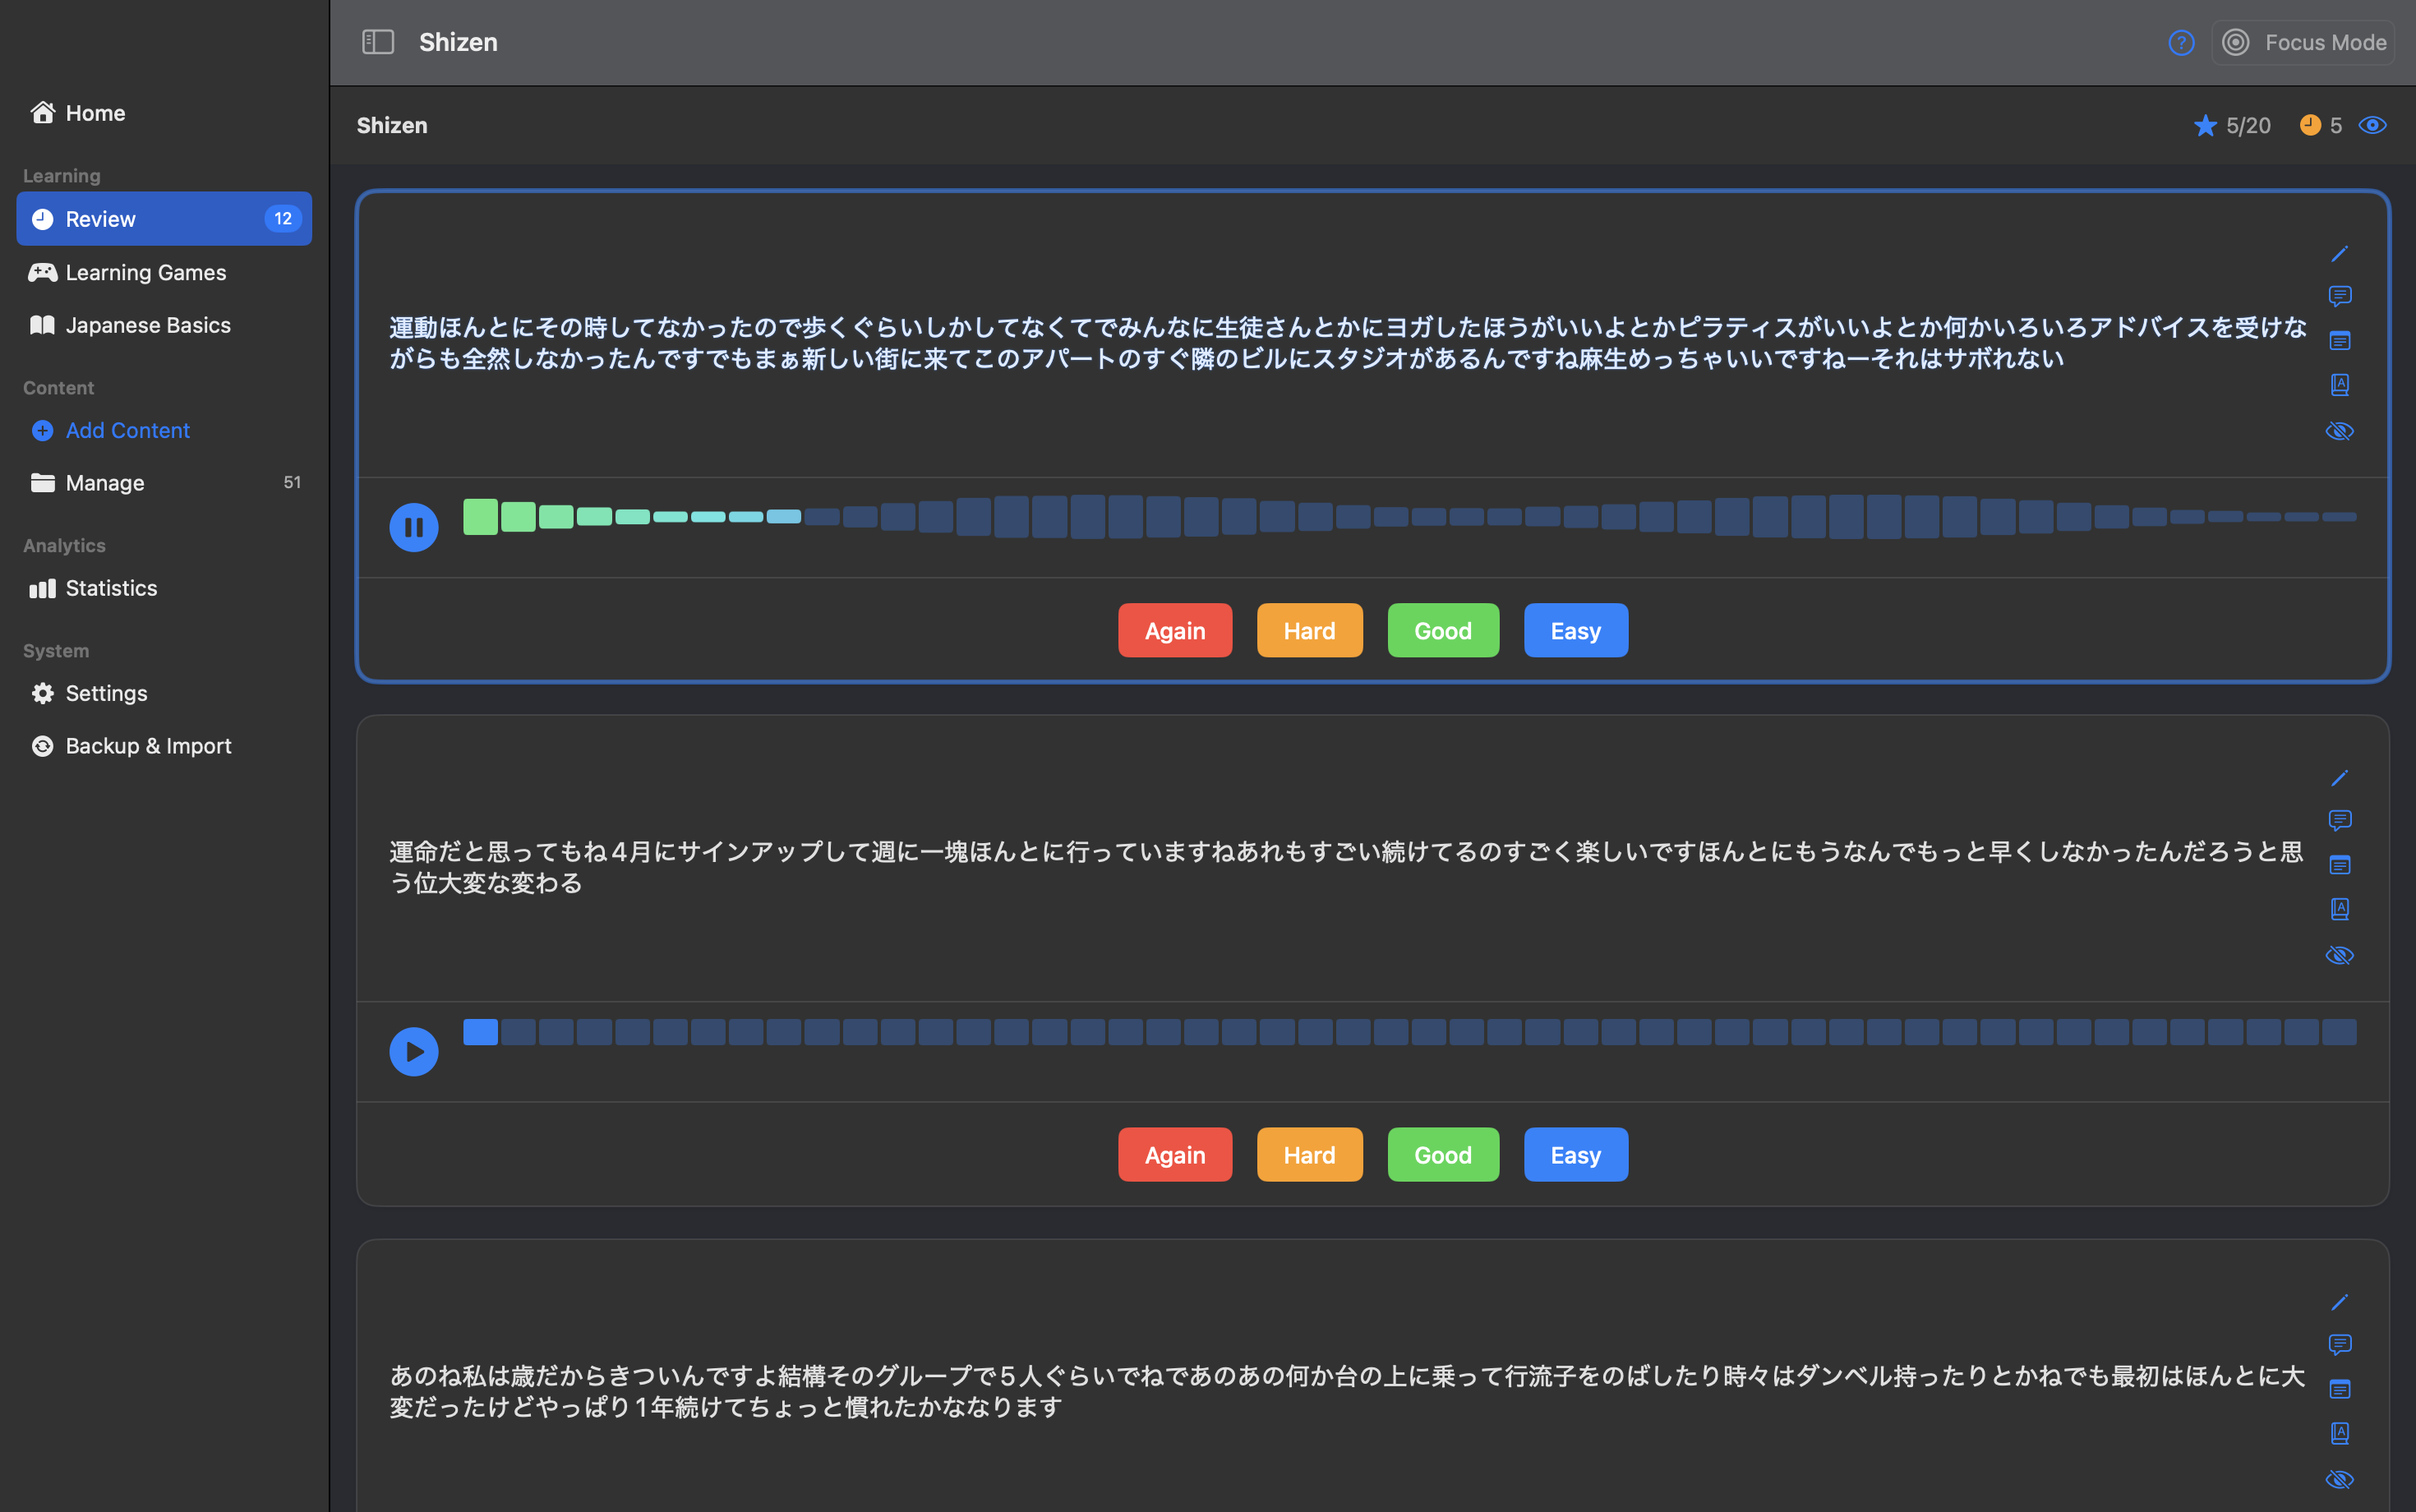 Shizen
Focus Mode
Home
Learning
Review 12
Learning Games
Japanese Basics
Content
Add Content
Manage 51
Analytics
Statistics
System
Settings
Backup & Import
Shizen
5/20 5
運動ほんとにその時してなかったので歩くぐらいしかしてなくてでみんなに生徒さんとかにヨガしたほうがいいよとかピラティスがいいよとか何かいろいろアドバイスを受けな
がらも全然しなかったんですでもまぁ新しい街に来てこのアパートのすぐ隣のビルにスタジオがあるんですね麻生めっちゃいいですねーそれはサボれない
Again Hard Good Easy
運命だと思ってもね4月にサインアップして週に一塊ほんとに行っていますねあれもすごい続けてるのすごく楽しいですほんとにもうなんでもっと早くしなかったんだろうと思
う位大変な変わる
Again Hard Good Easy
あのね私は歳だからきついんですよ結構そのグループで5人ぐらいでねであのあの何か台の上に乗って行流子をのばしたり時々はダンベル持ったりとかねでも最初はほんとに大
変だったけどやっぱり1年続けてちょっと慣れたかななります